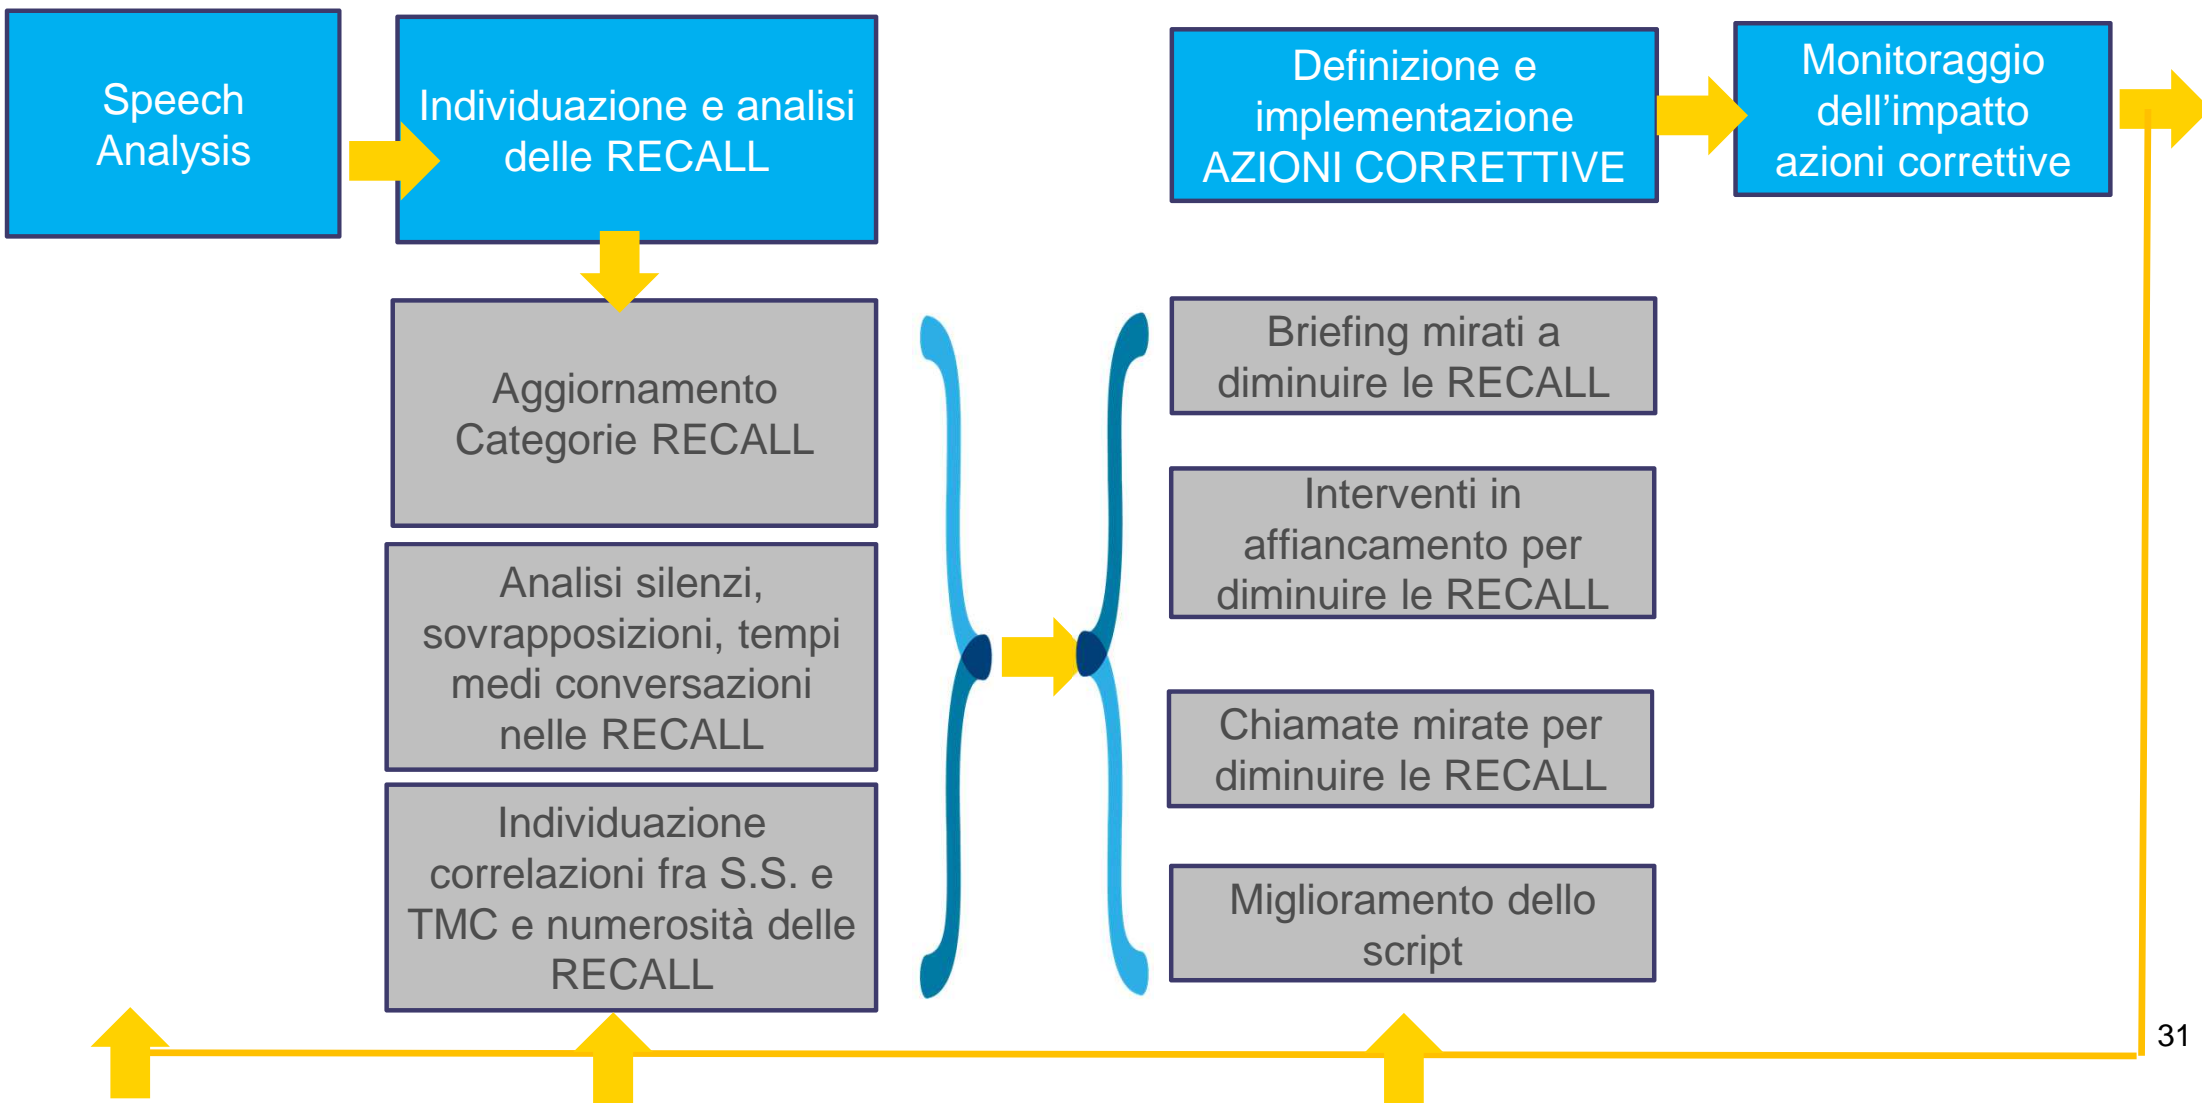 Speech
Analysis
Individuazione e analisi
delle RECALL
Definizione e
implementazione
AZIONI CORRETTIVE
Monitoraggio
dell’impatto
azioni correttive
Aggiornamento
Categorie RECALL
Analisi silenzi,
sovrapposizioni, tempi
medi conversazioni
nelle RECALL
Individuazione
correlazioni fra S.S. e
TMC e numerosità delle
RECALL
Briefing mirati a
diminuire le RECALL
Interventi in
affiancamento per
diminuire le RECALL
Chiamate mirate per
diminuire le RECALL
Miglioramento dello
script
31